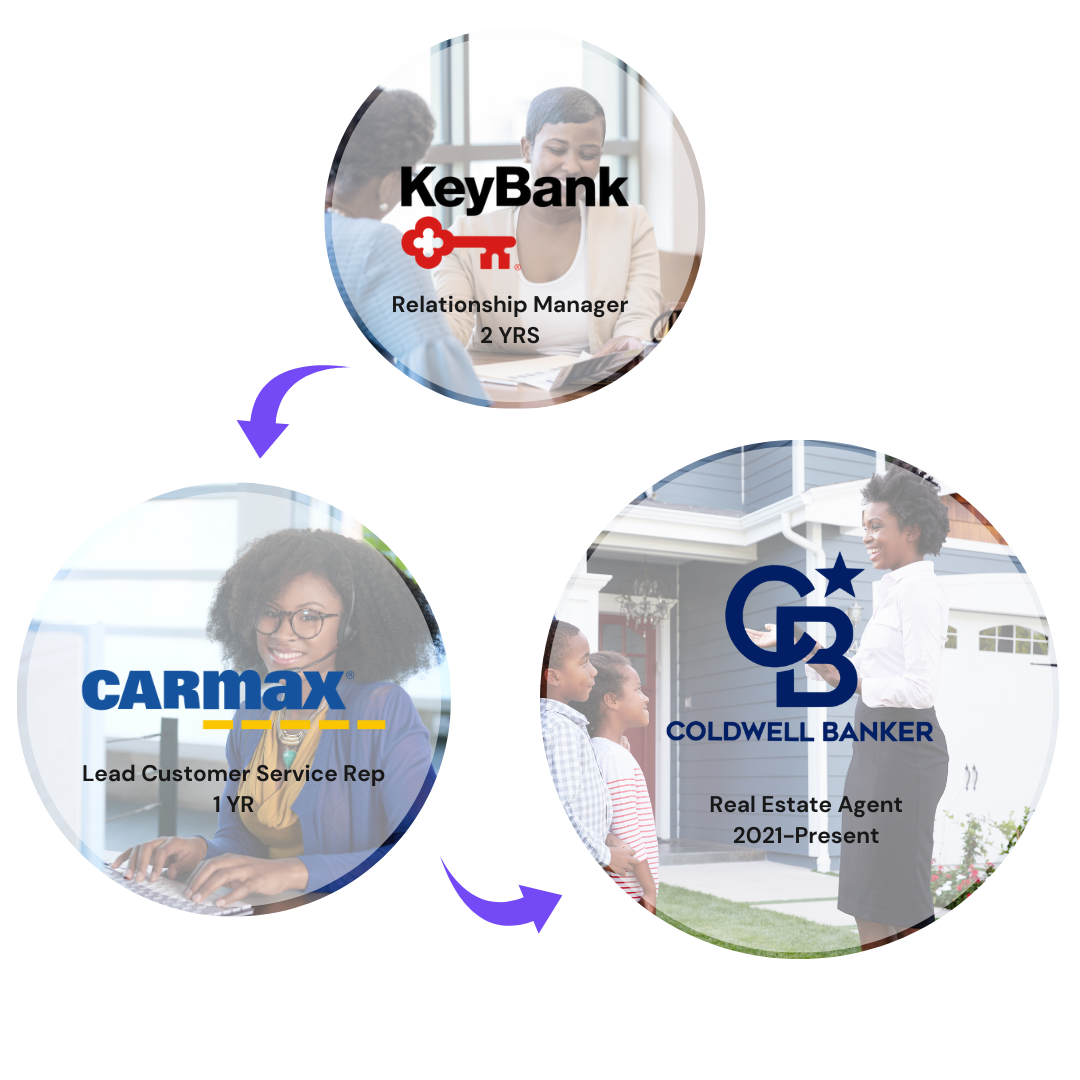 KeyBank
Relationship Manager
2 YRS
CARMAX
Lead Customer Service Rep
1 YR
CB
COLDWELL BANKER
Real Estate Agent
2021-Present